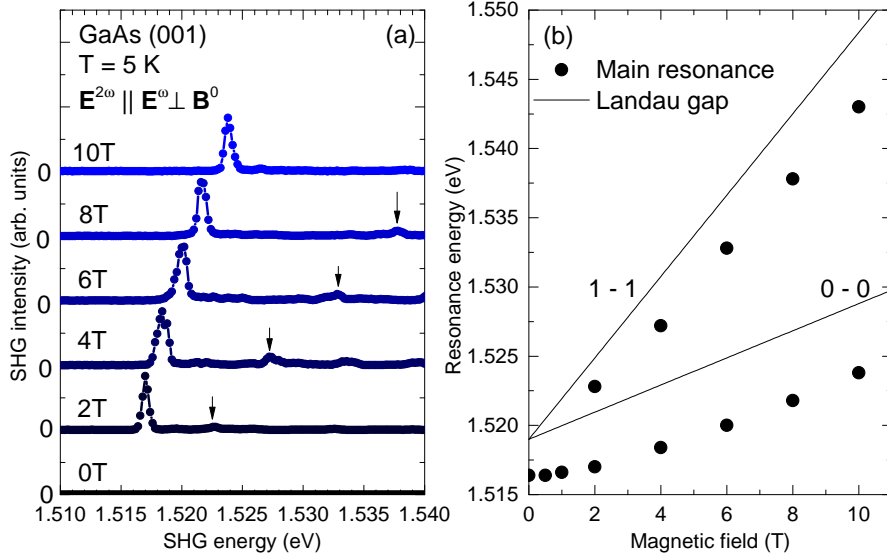 GaAs (001)
(a)
T = 5 K
E²ω || Eω ⊥ B⁰
10T
8T
6T
4T
2T
0T
0
0
0
0
0
0
SHG intensity (arb. units)
1.510 1.515 1.520 1.525 1.530 1.535 1.540
SHG energy (eV)
(b)
Main resonance
Landau gap
1 - 1
0 - 0
1.550
1.545
1.540
1.535
1.530
1.525
1.520
1.515
Resonance energy (eV)
0 2 4 6 8 10
Magnetic field (T)